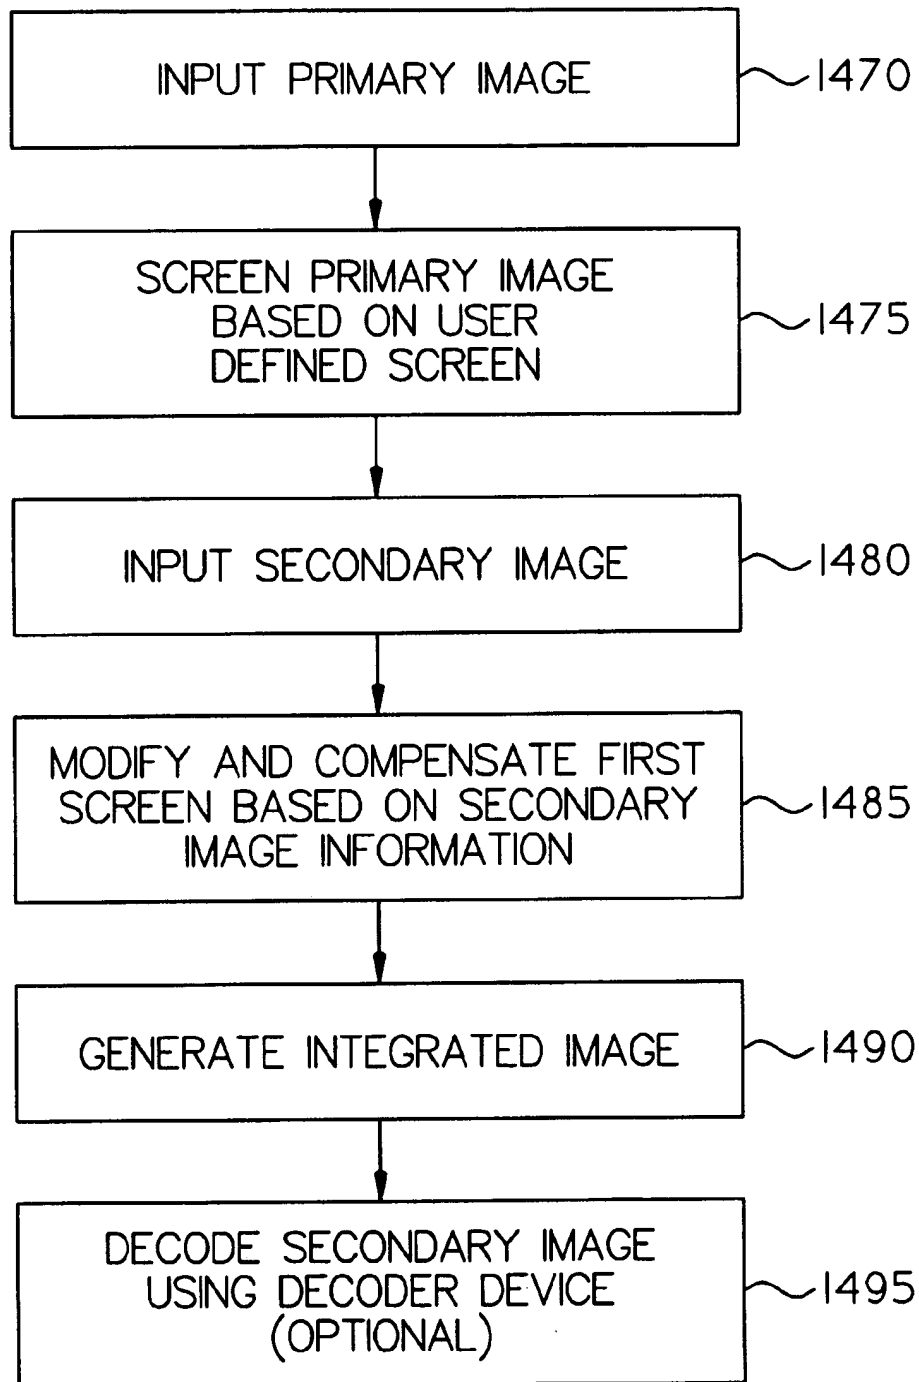 INPUT PRIMARY IMAGE
1470
SCREEN PRIMARY IMAGE
BASED ON USER
DEFINED SCREEN
1475
INPUT SECONDARY IMAGE
1480
MODIFY AND COMPENSATE FIRST
SCREEN BASED ON SECONDARY
IMAGE INFORMATION
1485
GENERATE INTEGRATED IMAGE
1490
DECODE SECONDARY IMAGE
USING DECODER DEVICE
(OPTIONAL)
1495